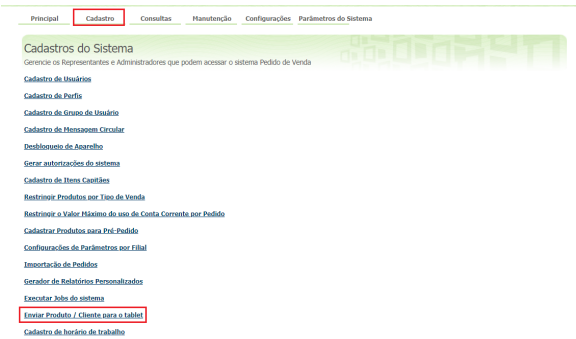 Principal Cadastro Consultas Manutenção Configurações Parâmetros do Sistema
Cadastros do Sistema
Gerencie os Representantes e Administradores que podem acessar o sistema Pedido de Venda
Cadastro de Usuários
Cadastro de Perfis
Cadastro de Grupo de Usuário
Cadastro de Mensagem Circular
Desbloqueio de Aparelho
Gerar autorizações do sistema
Cadastro de Itens Capitães
Restringir Produtos por Tipo de Venda
Restringir o Valor Máximo do uso de Conta Corrente por Pedido
Cadastrar Produtos para Pré-Pedido
Configurações de Parâmetros por Filial
Importação de Pedidos
Gerador de Relatórios Personalizados
Executar Jobs do sistema
Enviar Produto / Cliente para o tablet
Cadastro de horário de trabalho